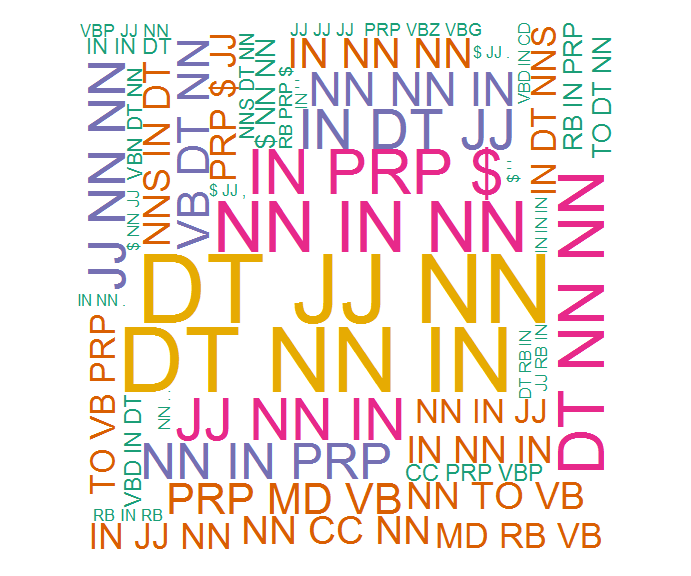 VBP JJ NN
JJ JJ JJ
PRP VBZ VBG
IN IN DT
IN NN NN
$ JJ .
VBD IN CD
IN DT NNS
RB IN PRP
TO DT NN
JJ NN NN
VBN DT NN
NNS IN DT
VB DT NN
PRP $ JJ
NNS DT NN
$ NN NN
RB PRP $
NN NN IN
IN DT JJ
IN PRP $
$ JJ ,
$ NN JJ
NN IN NN
IN IN IN
DT JJ NN
DT NN NN
IN NN .
DT NN IN
DT RB IN
JJ RB IN
TO VB PRP
VBD IN DT
JJ NN IN
NN IN JJ
NN IN PRP
IN NN IN
CC PRP VBP
PRP MD VB
NN TO VB
RB IN RB
IN JJ NN
NN CC NN
MD RB VB